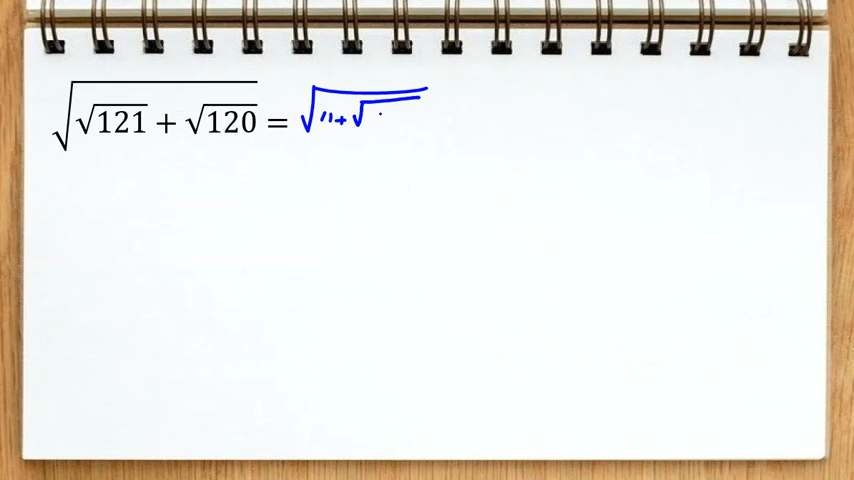 √(√121 + √120) = √(11+√